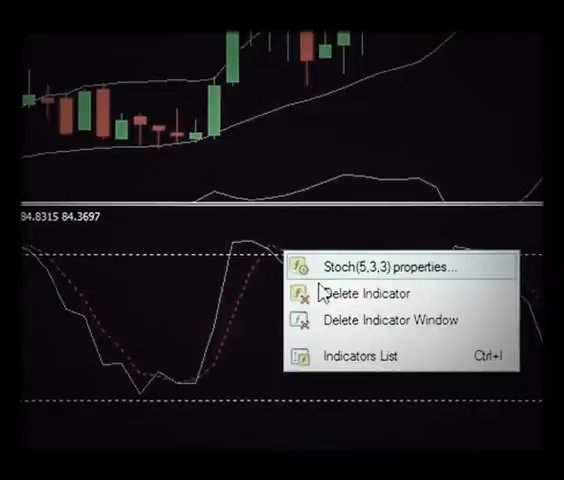 84.8315 84.3697
Stoch(5,3,3) properties...
Delete Indicator
Delete Indicator Window
Indicators List Ctrl+I